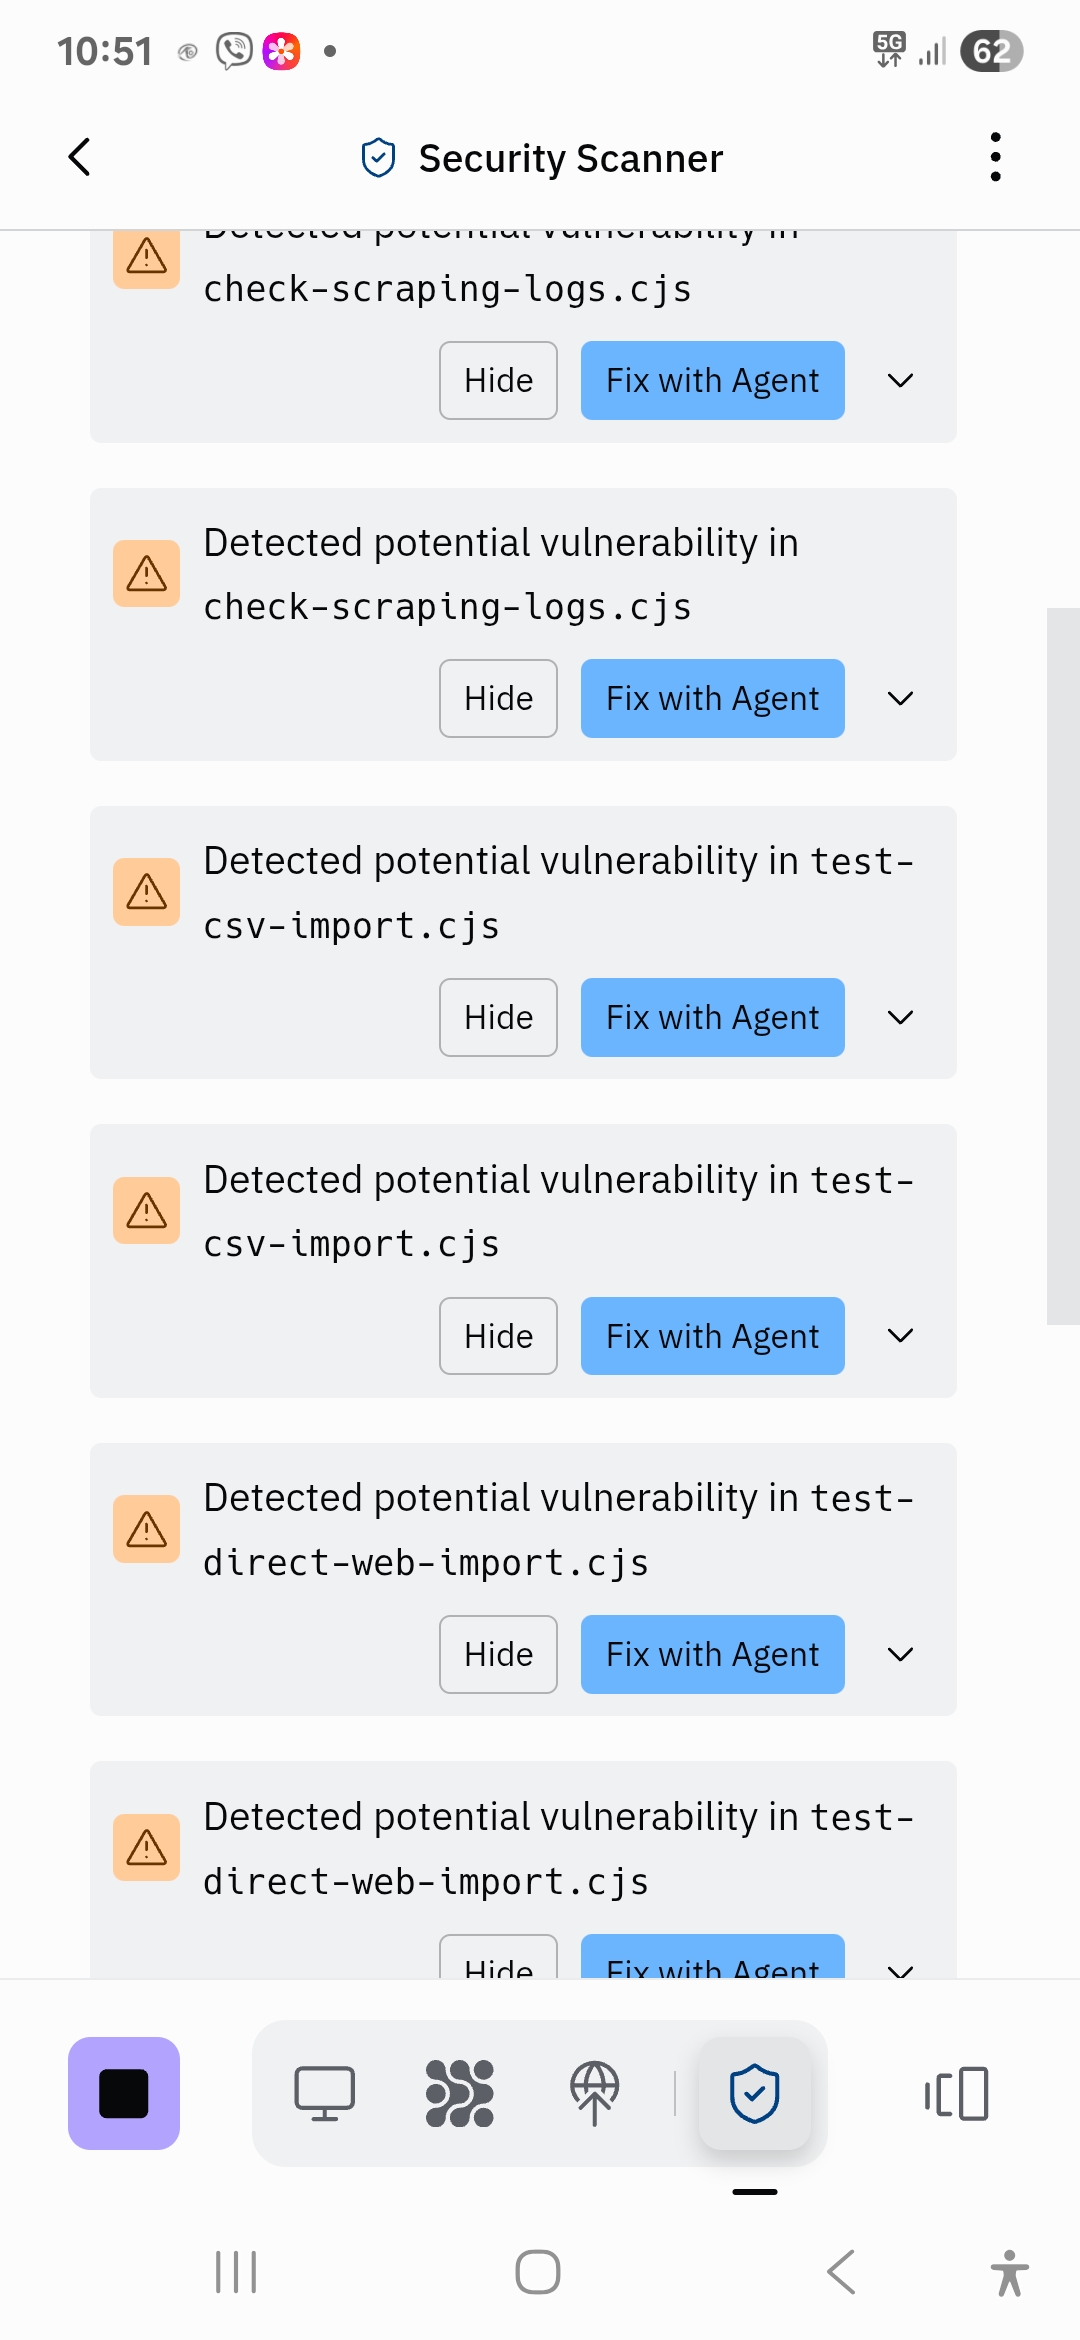 10:51
5G
62
Security Scanner
Detected potential vulnerability in
check-scraping-logs.cjs
Hide
Fix with Agent
Detected potential vulnerability in
check-scraping-logs.cjs
Hide
Fix with Agent
Detected potential vulnerability in test-
csv-import.cjs
Hide
Fix with Agent
Detected potential vulnerability in test-
csv-import.cjs
Hide
Fix with Agent
Detected potential vulnerability in test-
direct-web-import.cjs
Hide
Fix with Agent
Detected potential vulnerability in test-
direct-web-import.cjs
Hide
Fix with Agent